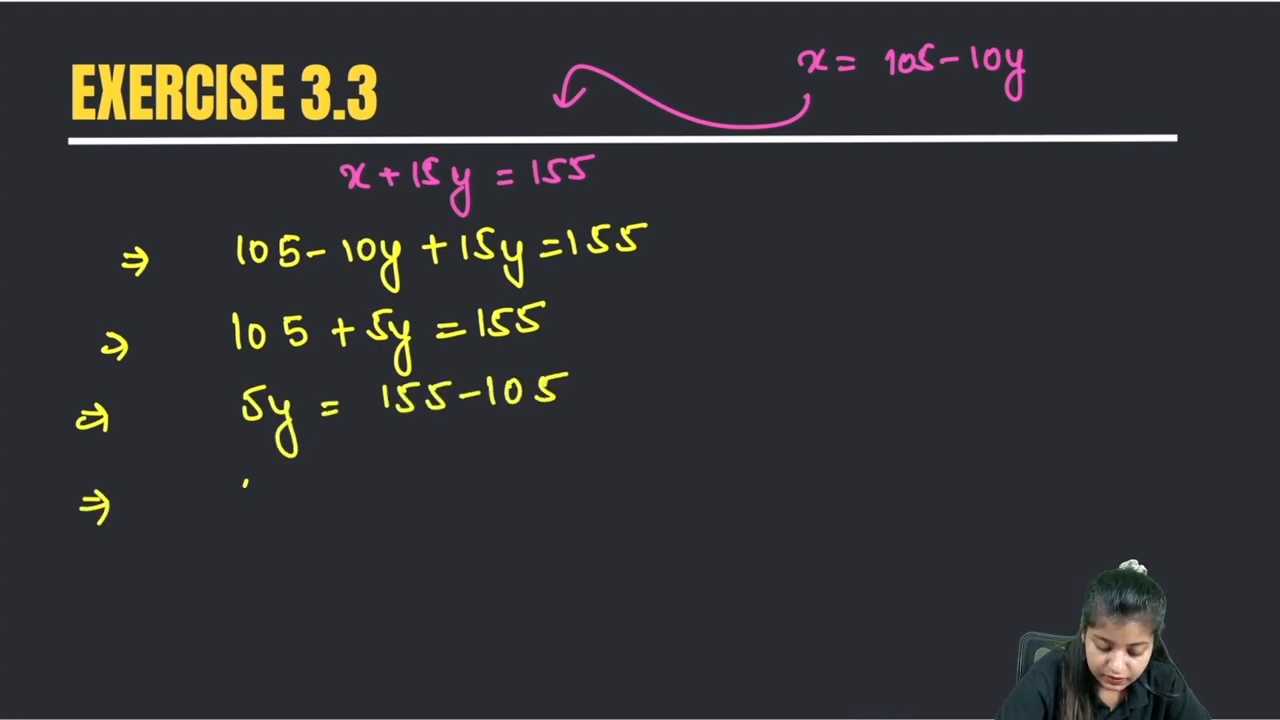 EXERCISE 3.3
x = 105-10y
x+15y = 155
⇒ 105-10y+15y=155
⇒ 105+5y=155
⇒ 5y = 155-105
⇒